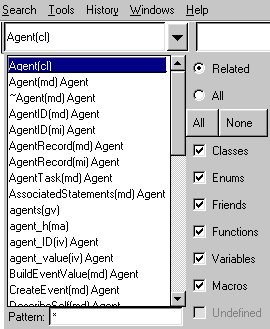 Search Tools History Windows Help
Agent(cl)
Agent(cl)
Agent(md) Agent
~Agent(md) Agent
AgentID(md) Agent
AgentID(mi) Agent
AgentRecord(md) Agent
AgentRecord(mi) Agent
AgentTask(md) Agent
AssociatedStatements(md) Agent
agents(gv)
agent_h(ma)
agent_ID(iv) Agent
agent_value(iv) Agent
BuildEventValue(md) Agent
CreateEvent(md) Agent
DescribeSelf(md) Agent
Pattern: *
Related
All
All None
Classes
Enums
Friends
Functions
Variables
Macros
Undefined